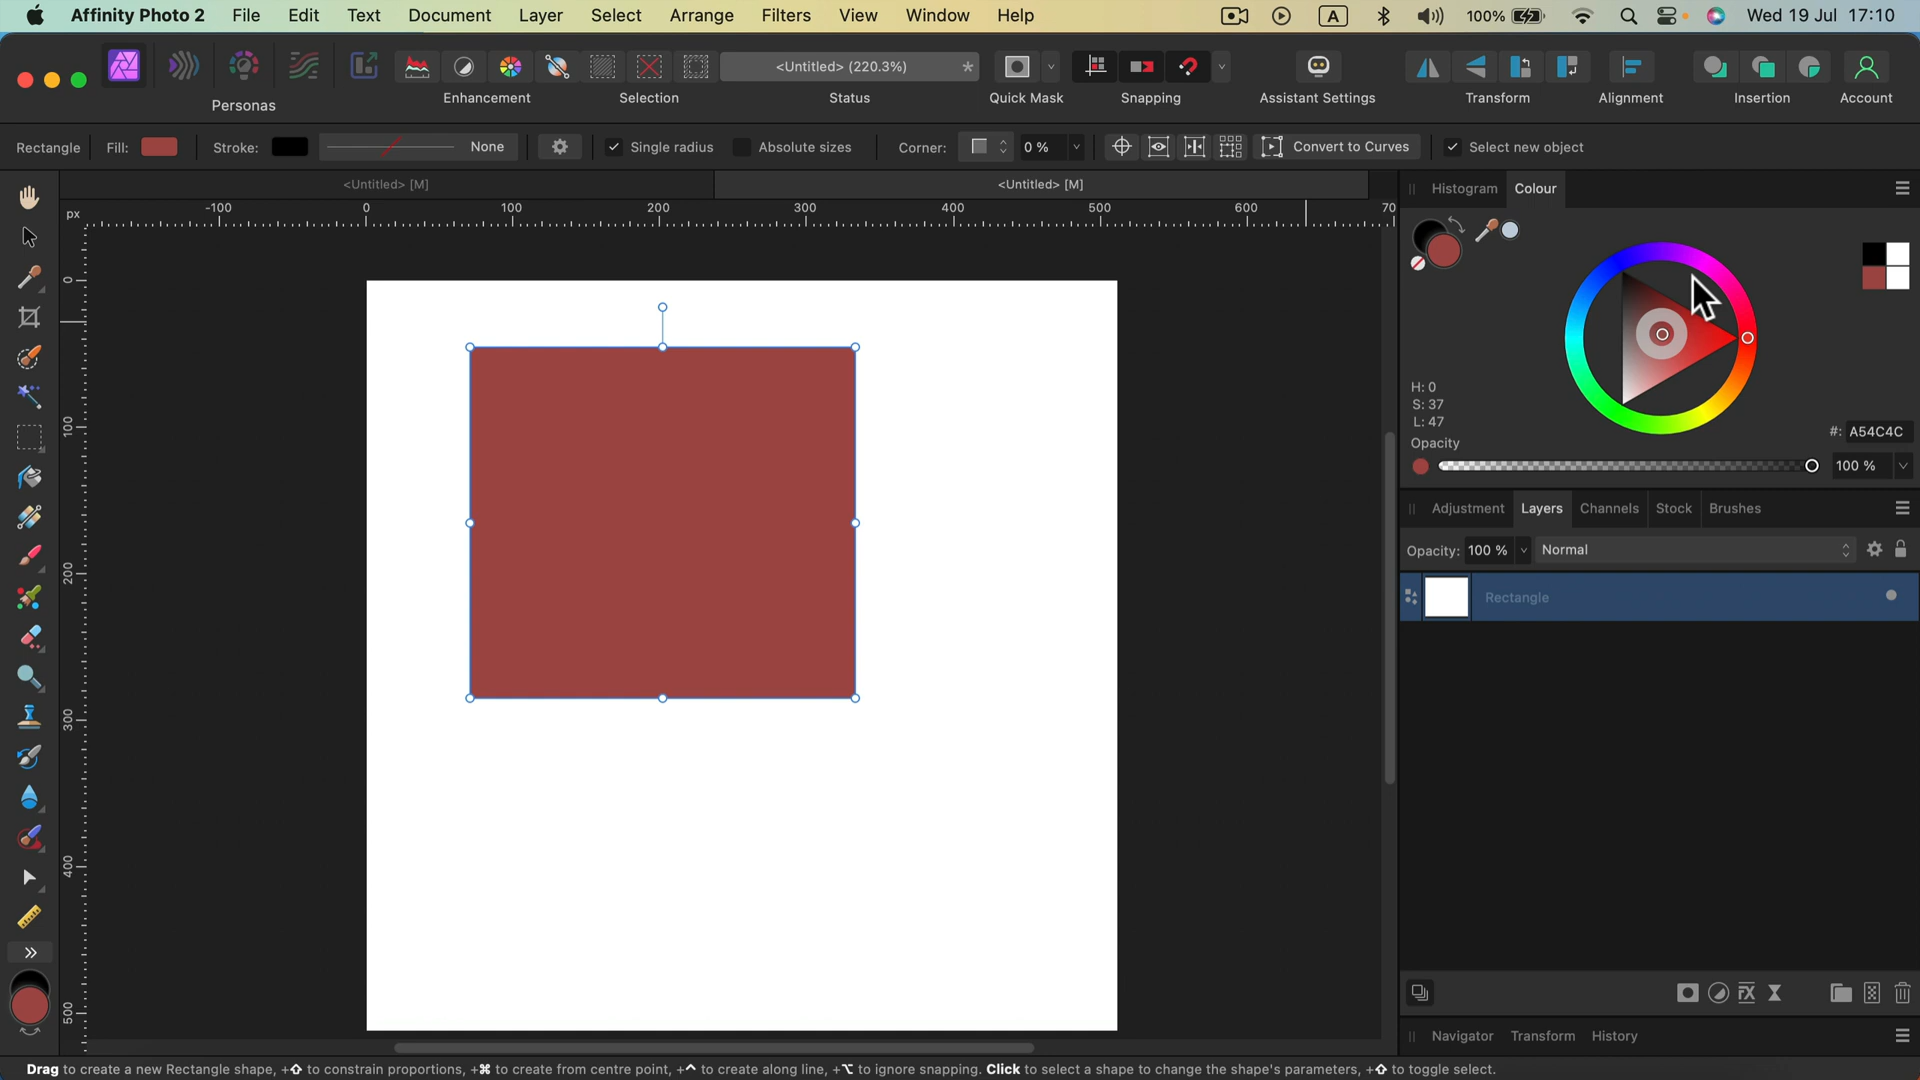 Affinity Photo 2 File Edit Text Document Layer Select Arrange Filters View Window Help A 100% Wed 19 Jul 17:10
<Untitled> (220.3%) *
Personas Enhancement Selection Status Quick Mask Snapping Assistant Settings Transform Alignment Insertion Account
Rectangle Fill: Stroke: None Single radius Absolute sizes Corner: 0 % Convert to Curves Select new object
<Untitled> [M] <Untitled> [M]
Histogram Colour
px -100 0 100 200 300 400 500 600 70
0
100
200
300
400
500
H: 0
S: 37
L: 47
#: A54C4C
Opacity
100 %
Adjustment Layers Channels Stock Brushes
Opacity: 100 % Normal
Rectangle
FX
Navigator Transform History
Drag to create a new Rectangle shape, +⇧ to constrain proportions, +⌘ to create from centre point, +⌃ to create along line, +⌥ to ignore snapping. Click to select a shape to change the shape's parameters, +⇧ to toggle select.